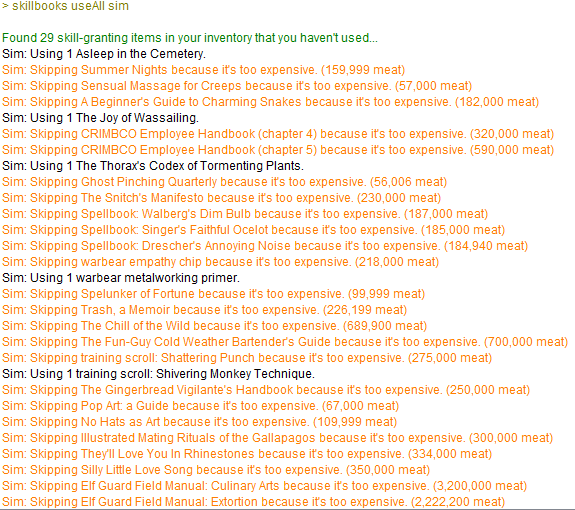 > skillbooks useAll sim
Found 29 skill-granting items in your inventory that you haven't used...
Sim: Using 1 Asleep in the Cemetery.
Sim: Skipping Summer Nights because it's too expensive. (159,999 meat)
Sim: Skipping Sensual Massage for Creeps because it's too expensive. (57,000 meat)
Sim: Skipping A Beginner's Guide to Charming Snakes because it's too expensive. (182,000 meat)
Sim: Using 1 The Joy of Wassailing.
Sim: Skipping CRIMBCO Employee Handbook (chapter 4) because it's too expensive. (320,000 meat)
Sim: Skipping CRIMBCO Employee Handbook (chapter 5) because it's too expensive. (590,000 meat)
Sim: Using 1 The Thorax's Codex of Tormenting Plants.
Sim: Skipping Ghost Pinching Quarterly because it's too expensive. (56,006 meat)
Sim: Skipping The Snitch's Manifesto because it's too expensive. (230,000 meat)
Sim: Skipping Spellbook: Walberg's Dim Bulb because it's too expensive. (187,000 meat)
Sim: Skipping Spellbook: Singer's Faithful Ocelot because it's too expensive. (185,000 meat)
Sim: Skipping Spellbook: Drescher's Annoying Noise because it's too expensive. (184,940 meat)
Sim: Skipping warbear empathy chip because it's too expensive. (218,000 meat)
Sim: Using 1 warbear metalworking primer.
Sim: Skipping Spelunker of Fortune because it's too expensive. (99,999 meat)
Sim: Skipping Trash, a Memoir because it's too expensive. (226,199 meat)
Sim: Skipping The Chill of the Wild because it's too expensive. (689,900 meat)
Sim: Skipping The Fun-Guy Cold Weather Bartender's Guide because it's too expensive. (700,000 meat)
Sim: Skipping training scroll: Shattering Punch because it's too expensive. (275,000 meat)
Sim: Using 1 training scroll: Shivering Monkey Technique.
Sim: Skipping The Gingerbread Vigilante's Handbook because it's too expensive. (250,000 meat)
Sim: Skipping Pop Art: a Guide because it's too expensive. (67,000 meat)
Sim: Skipping No Hats as Art because it's too expensive. (109,999 meat)
Sim: Skipping Illustrated Mating Rituals of the Gallapagos because it's too expensive. (300,000 meat)
Sim: Skipping They'll Love You In Rhinestones because it's too expensive. (334,000 meat)
Sim: Skipping Silly Little Love Song because it's too expensive. (350,000 meat)
Sim: Skipping Elf Guard Field Manual: Culinary Arts because it's too expensive. (3,200,000 meat)
Sim: Skipping Elf Guard Field Manual: Extortion because it's too expensive. (2,222,200 meat)